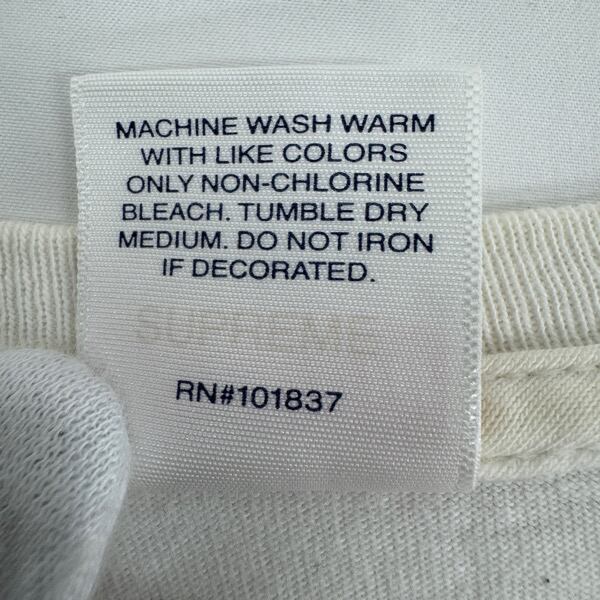 MACHINE WASH WARM
WITH LIKE COLORS
ONLY NON-CHLORINE
BLEACH. TUMBLE DRY
MEDIUM. DO NOT IRON
IF DECORATED.
SUPREME
RN#101837